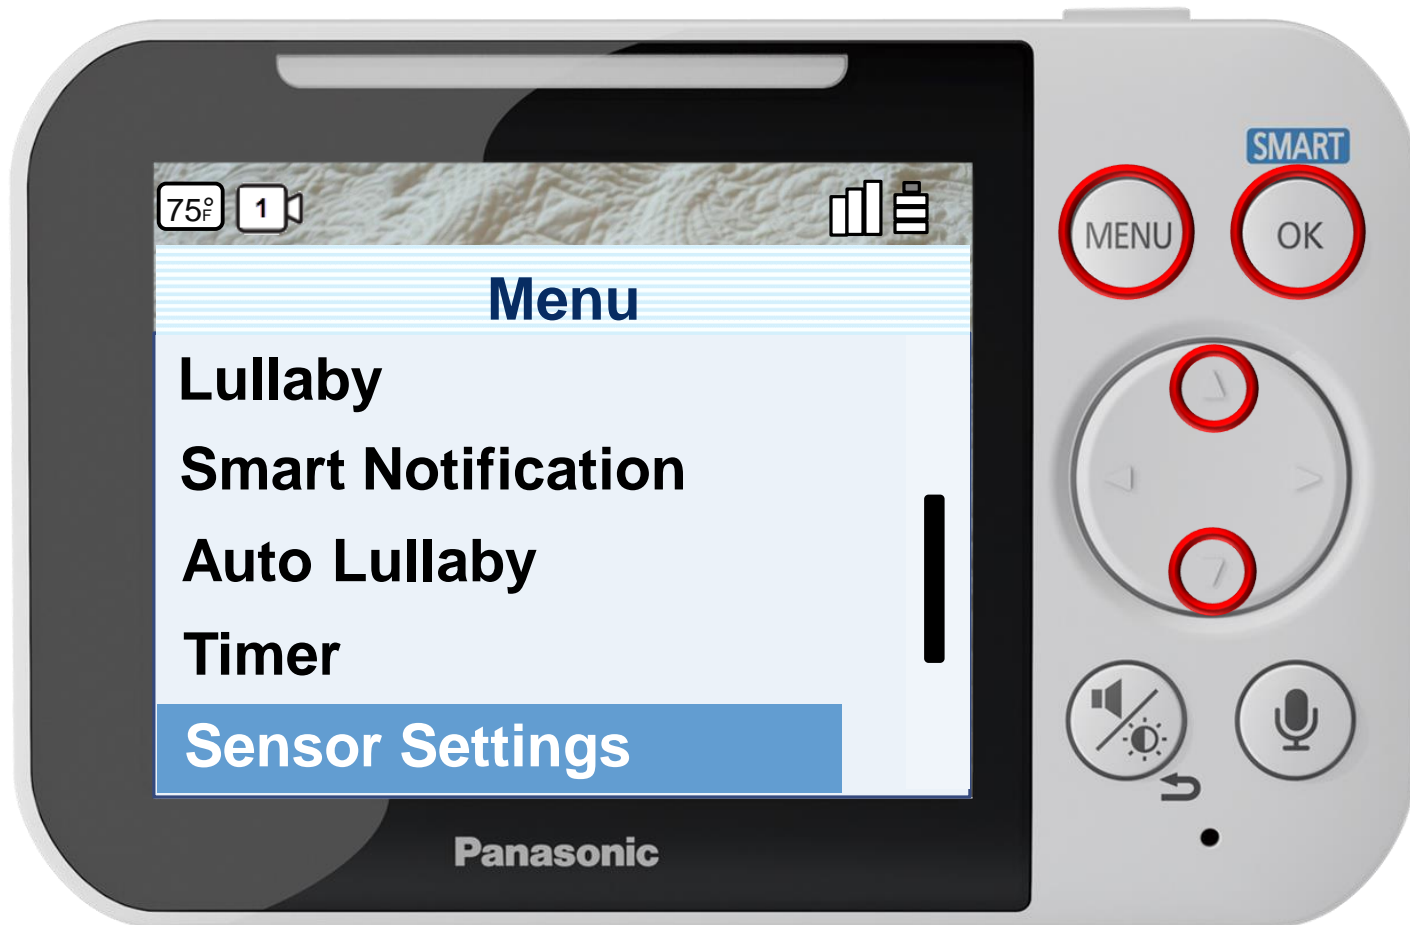 SMART
75°F 1
MENU OK
Menu
Lullaby
Smart Notification
Auto Lullaby
Timer
Sensor Settings
Panasonic